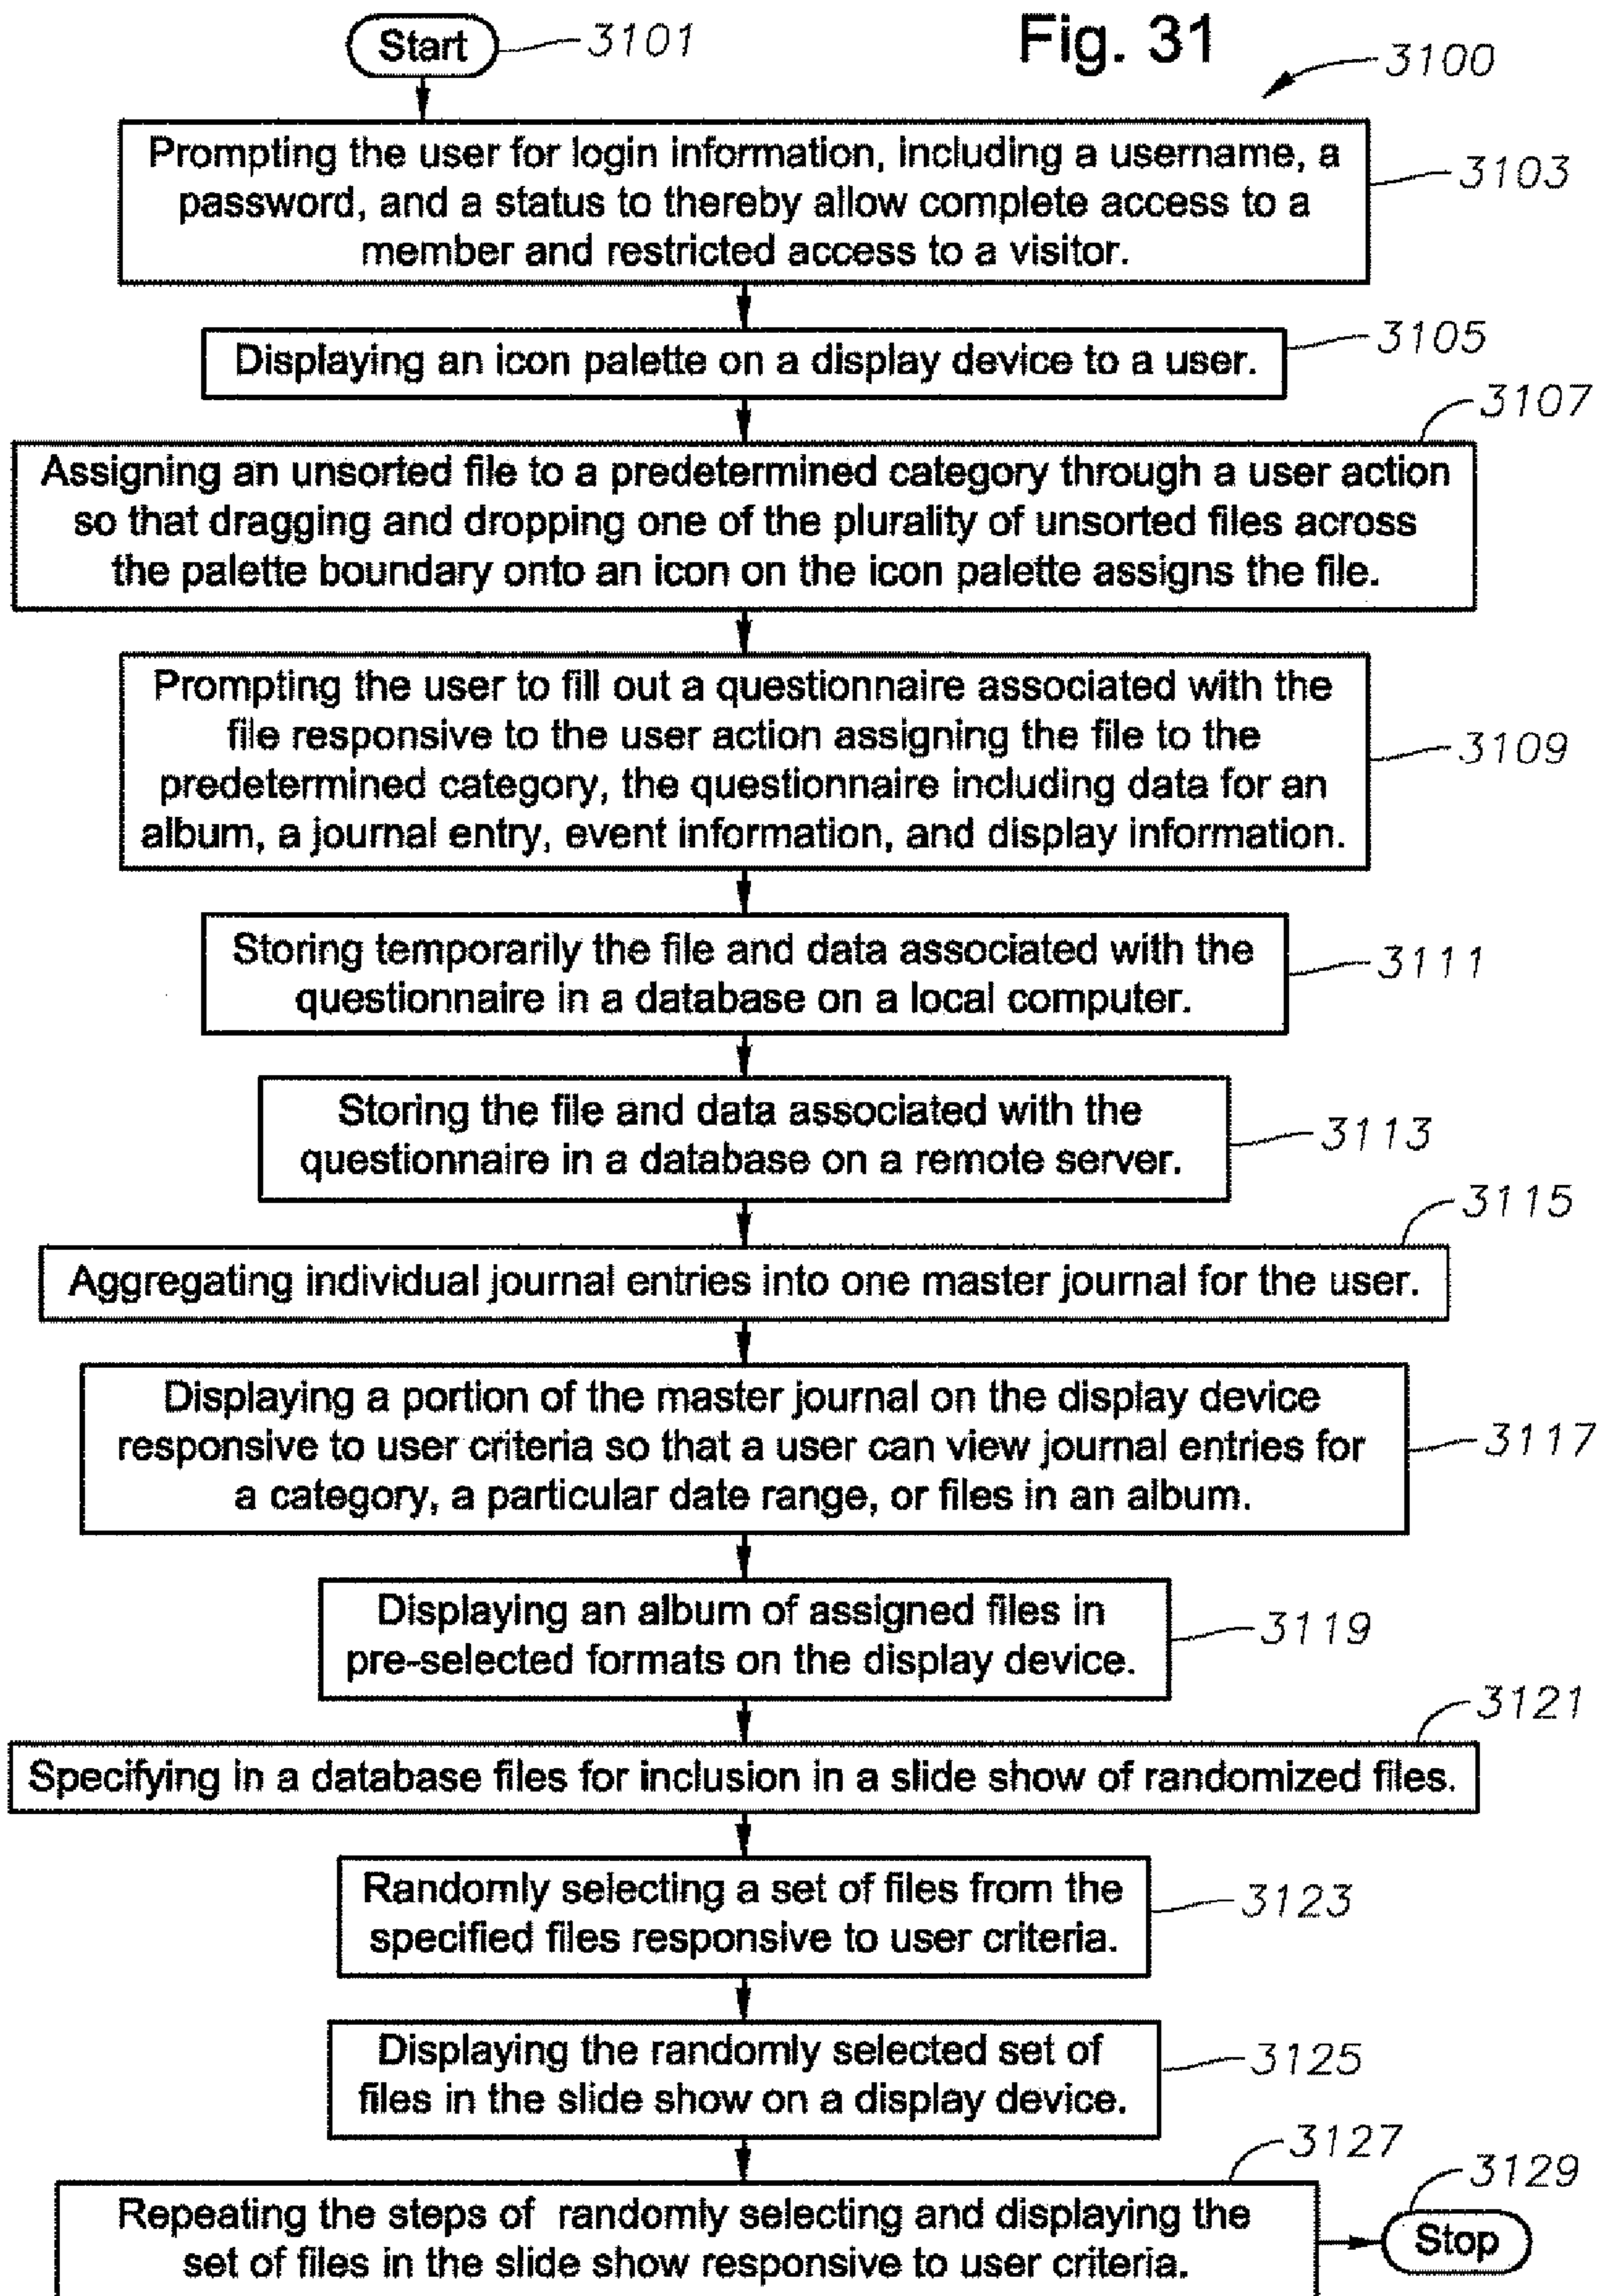 Start
3101
Fig. 31
3100
Prompting the user for login information, including a username, a
password, and a status to thereby allow complete access to a
member and restricted access to a visitor.
3103
Displaying an icon palette on a display device to a user.
3105
3107
Assigning an unsorted file to a predetermined category through a user action
so that dragging and dropping one of the plurality of unsorted files across
the palette boundary onto an icon on the icon palette assigns the file.
Prompting the user to fill out a questionnaire associated with the
file responsive to the user action assigning the file to the
predetermined category, the questionnaire including data for an
album, a journal entry, event information, and display information.
3109
Storing temporarily the file and data associated with the
questionnaire in a database on a local computer.
3111
Storing the file and data associated with the
questionnaire in a database on a remote server.
3113
3115
Aggregating individual journal entries into one master journal for the user.
Displaying a portion of the master journal on the display device
responsive to user criteria so that a user can view journal entries for
a category, a particular date range, or files in an album.
3117
Displaying an album of assigned files in
pre-selected formats on the display device.
3119
3121
Specifying in a database files for inclusion in a slide show of randomized files.
Randomly selecting a set of files from the
specified files responsive to user criteria.
3123
Displaying the randomly selected set of
files in the slide show on a display device.
3125
3127
Repeating the steps of randomly selecting and displaying the
set of files in the slide show responsive to user criteria.
3129
Stop